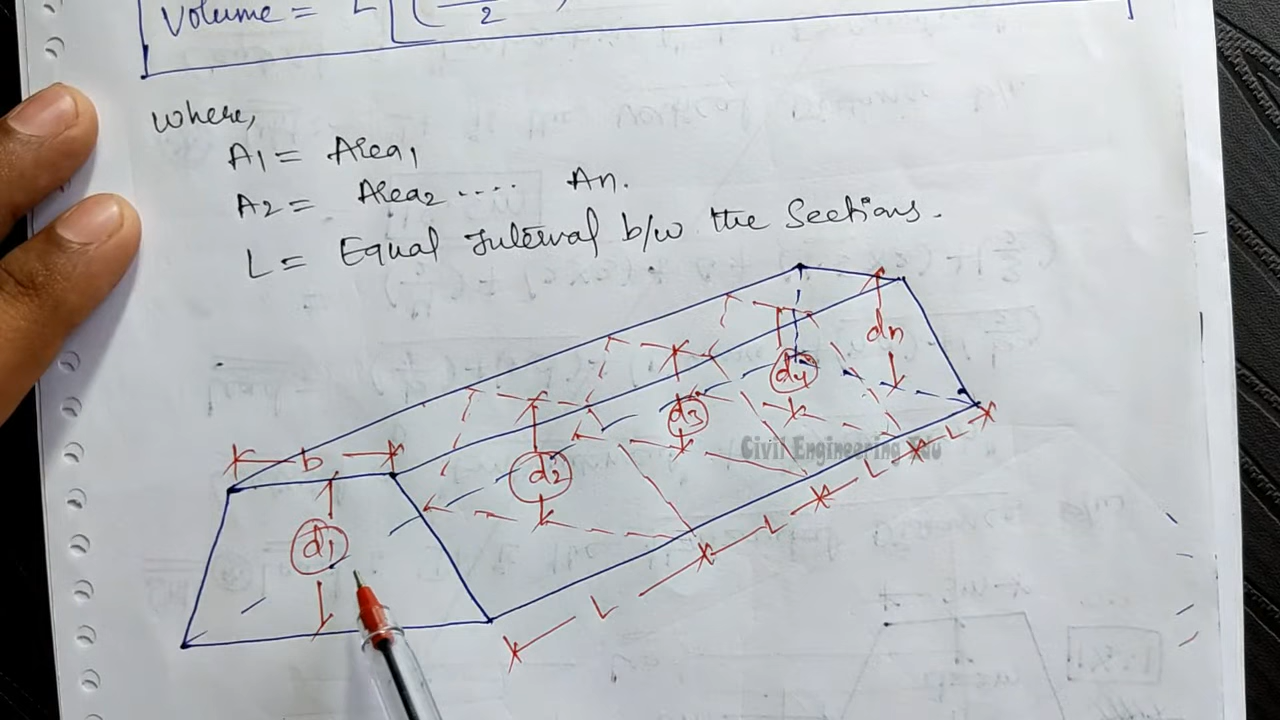 Volume = L [( 2
where,
A1 = Area1
A2 = Area2 .... An.
L = Equal Interval b/w the Sections.
b
dn
d4
d3
d2
d1
Civil Engineering Edu
L
L
L
L